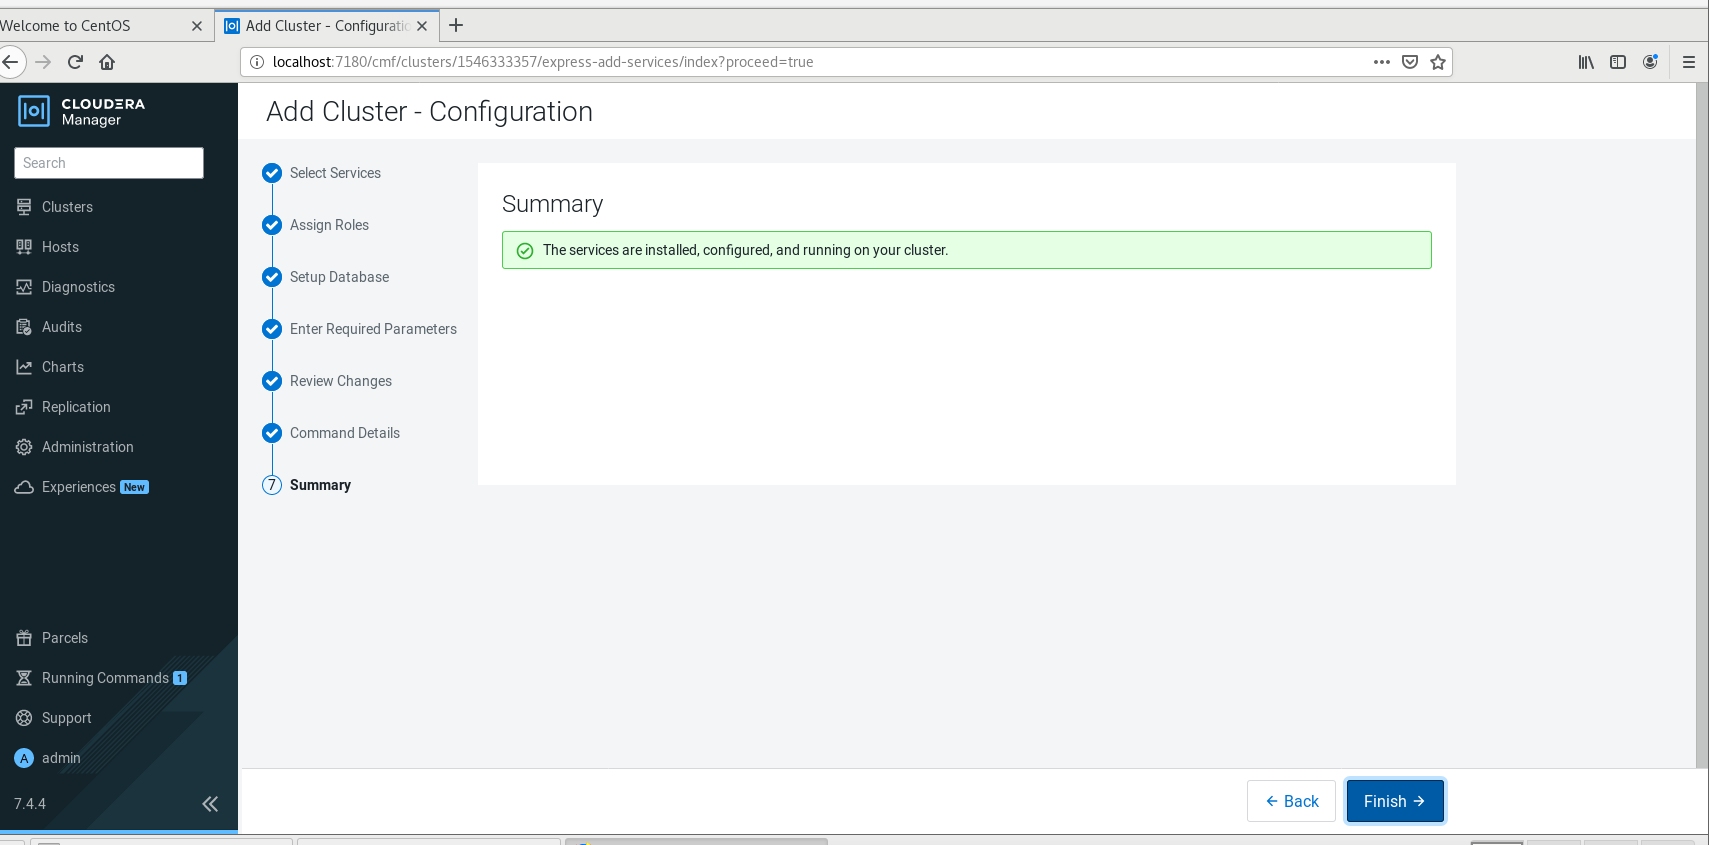 Welcome to CentOS
Add Cluster - Configuratio
localhost:7180/cmf/clusters/1546333357/express-add-services/index?proceed=true
CLOUDERA
Manager
Search
Clusters
Hosts
Diagnostics
Audits
Charts
Replication
Administration
Experiences New
Parcels
Running Commands 1
Support
A admin
7.4.4
Add Cluster - Configuration
Select Services
Assign Roles
Setup Database
Enter Required Parameters
Review Changes
Command Details
7 Summary
Summary
The services are installed, configured, and running on your cluster.
Back
Finish